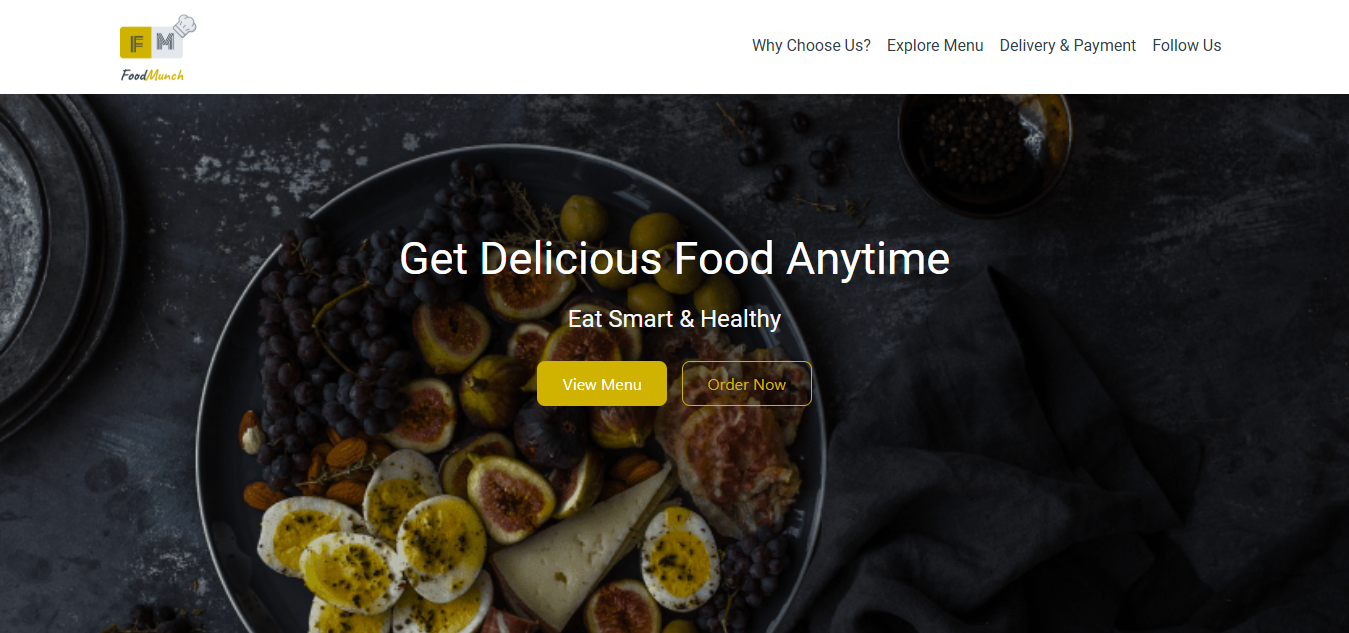 F M
FoodMunch
Why Choose Us? Explore Menu Delivery & Payment Follow Us
Get Delicious Food Anytime
Eat Smart & Healthy
View Menu Order Now